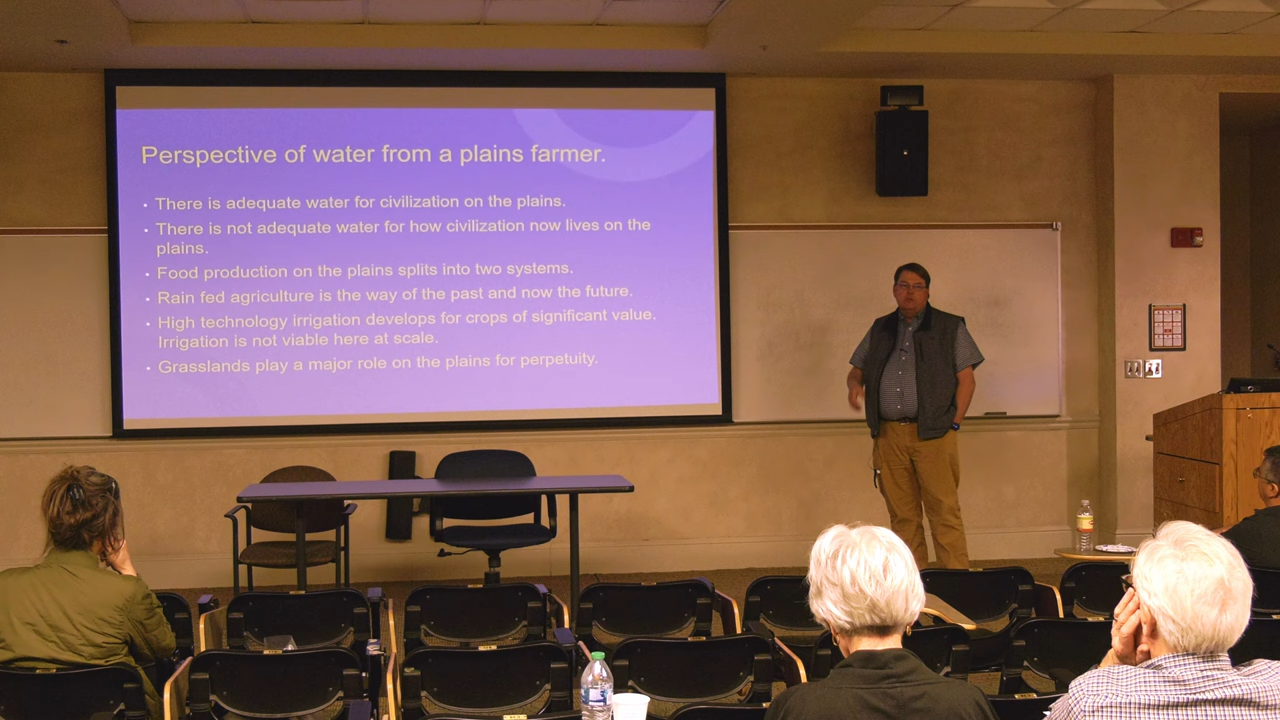 Perspective of water from a plains farmer.
• There is adequate water for civilization on the plains.
• There is not adequate water for how civilization now lives on the
plains.
• Food production on the plains splits into two systems.
• Rain fed agriculture is the way of the past and now the future.
• High technology irrigation develops for crops of significant value.
Irrigation is not viable here at scale.
• Grasslands play a major role on the plains for perpetuity.